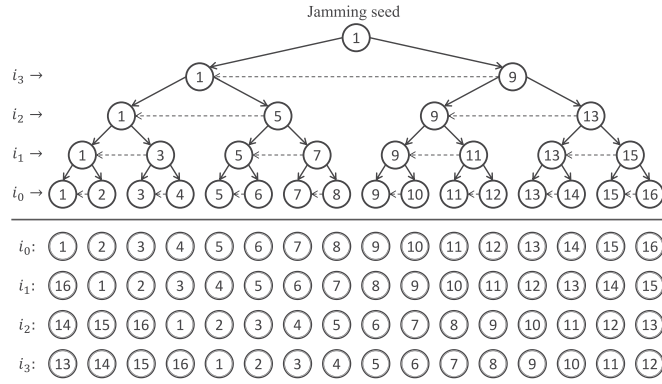 Jamming seed
1
i₃ → 1 9
i₂ → 1 5 9 13
i₁ → 1 3 5 7 9 11 13 15
i₀ → 1 2 3 4 5 6 7 8 9 10 11 12 13 14 15 16
i₀: 1 2 3 4 5 6 7 8 9 10 11 12 13 14 15 16
i₁: 16 1 2 3 4 5 6 7 8 9 10 11 12 13 14 15
i₂: 14 15 16 1 2 3 4 5 6 7 8 9 10 11 12 13
i₃: 13 14 15 16 1 2 3 4 5 6 7 8 9 10 11 12